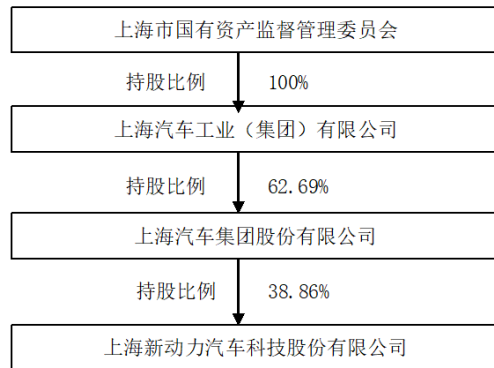 上海市国有资产监督管理委员会
持股比例 100%
上海汽车工业（集团）有限公司
持股比例 62.69%
上海汽车集团股份有限公司
持股比例 38.86%
上海新动力汽车科技股份有限公司